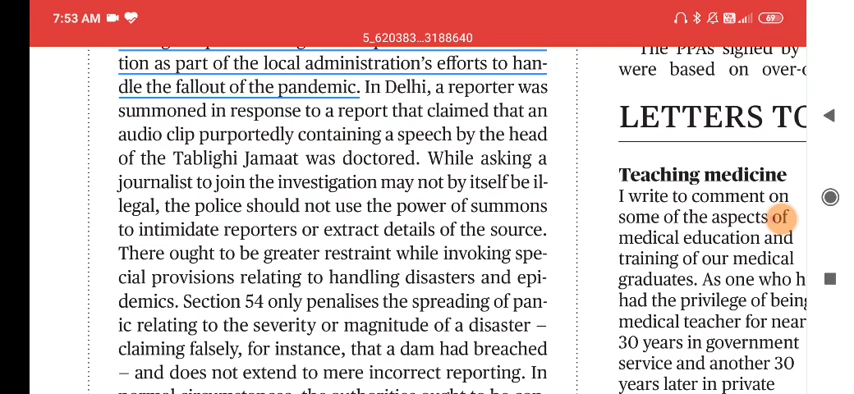 7:53 AM
69
5_620383...3188640
tion as part of the local administration's efforts to han-
dle the fallout of the pandemic. In Delhi, a reporter was
summoned in response to a report that claimed that an
audio clip purportedly containing a speech by the head
of the Tablighi Jamaat was doctored. While asking a
journalist to join the investigation may not by itself be il-
legal, the police should not use the power of summons
to intimidate reporters or extract details of the source.
There ought to be greater restraint while invoking spe-
cial provisions relating to handling disasters and epi-
demics. Section 54 only penalises the spreading of pan-
ic relating to the severity or magnitude of a disaster –
claiming falsely, for instance, that a dam had breached
– and does not extend to mere incorrect reporting. In
The PPAs signed by
were based on over-
LETTERS TO
Teaching medicine
I write to comment on
some of the aspects of
medical education and
training of our medical
graduates. As one who h
had the privilege of being
medical teacher for near
30 years in government
service and another 30
years later in private